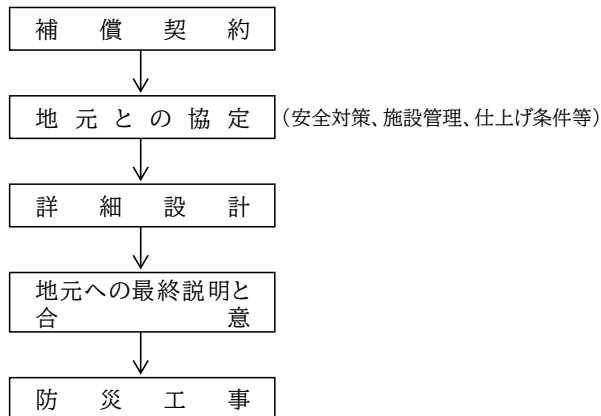 補償契約
地元との協定 (安全対策、施設管理、仕上げ条件等)
詳細設計
地元への最終説明と
合意
防災工事